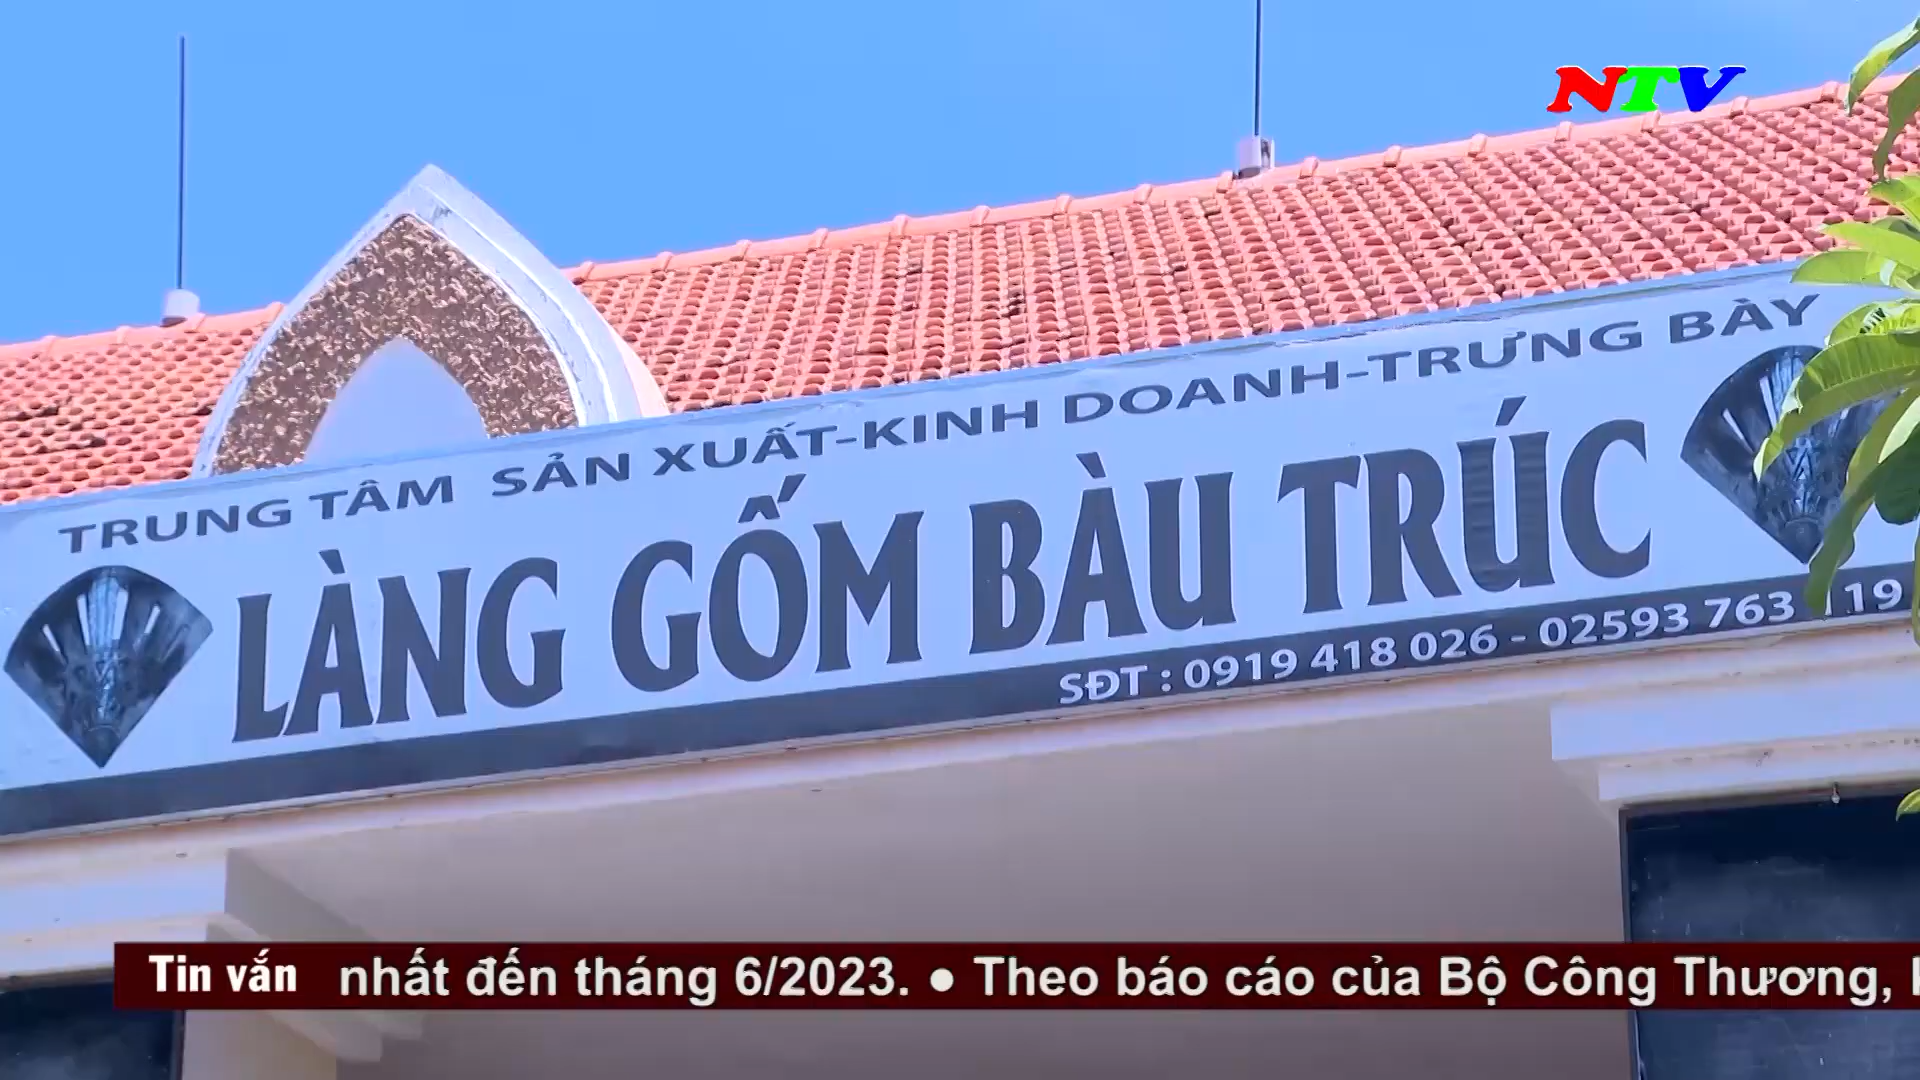 NTV
TRUNG TÂM SẢN XUẤT-KINH DOANH-TRƯNG BÀY
LÀNG GỐM BÀU TRÚC
SĐT : 0919 418 026 - 02593 763 119
Tin vắn nhất đến tháng 6/2023. ● Theo báo cáo của Bộ Công Thương,